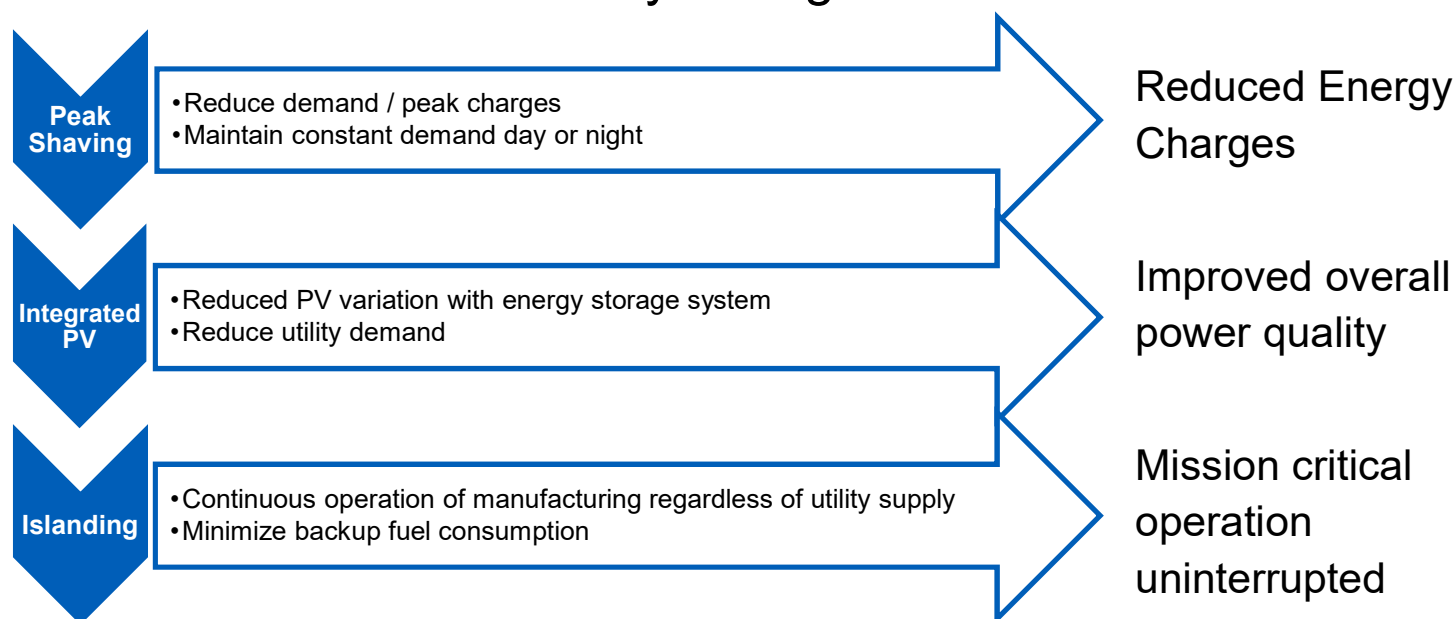 Peak
Shaving
•Reduce demand / peak charges
•Maintain constant demand day or night
Reduced Energy
Charges
Integrated
PV
•Reduced PV variation with energy storage system
•Reduce utility demand
Improved overall
power quality
Islanding
•Continuous operation of manufacturing regardless of utility supply
•Minimize backup fuel consumption
Mission critical
operation
uninterrupted